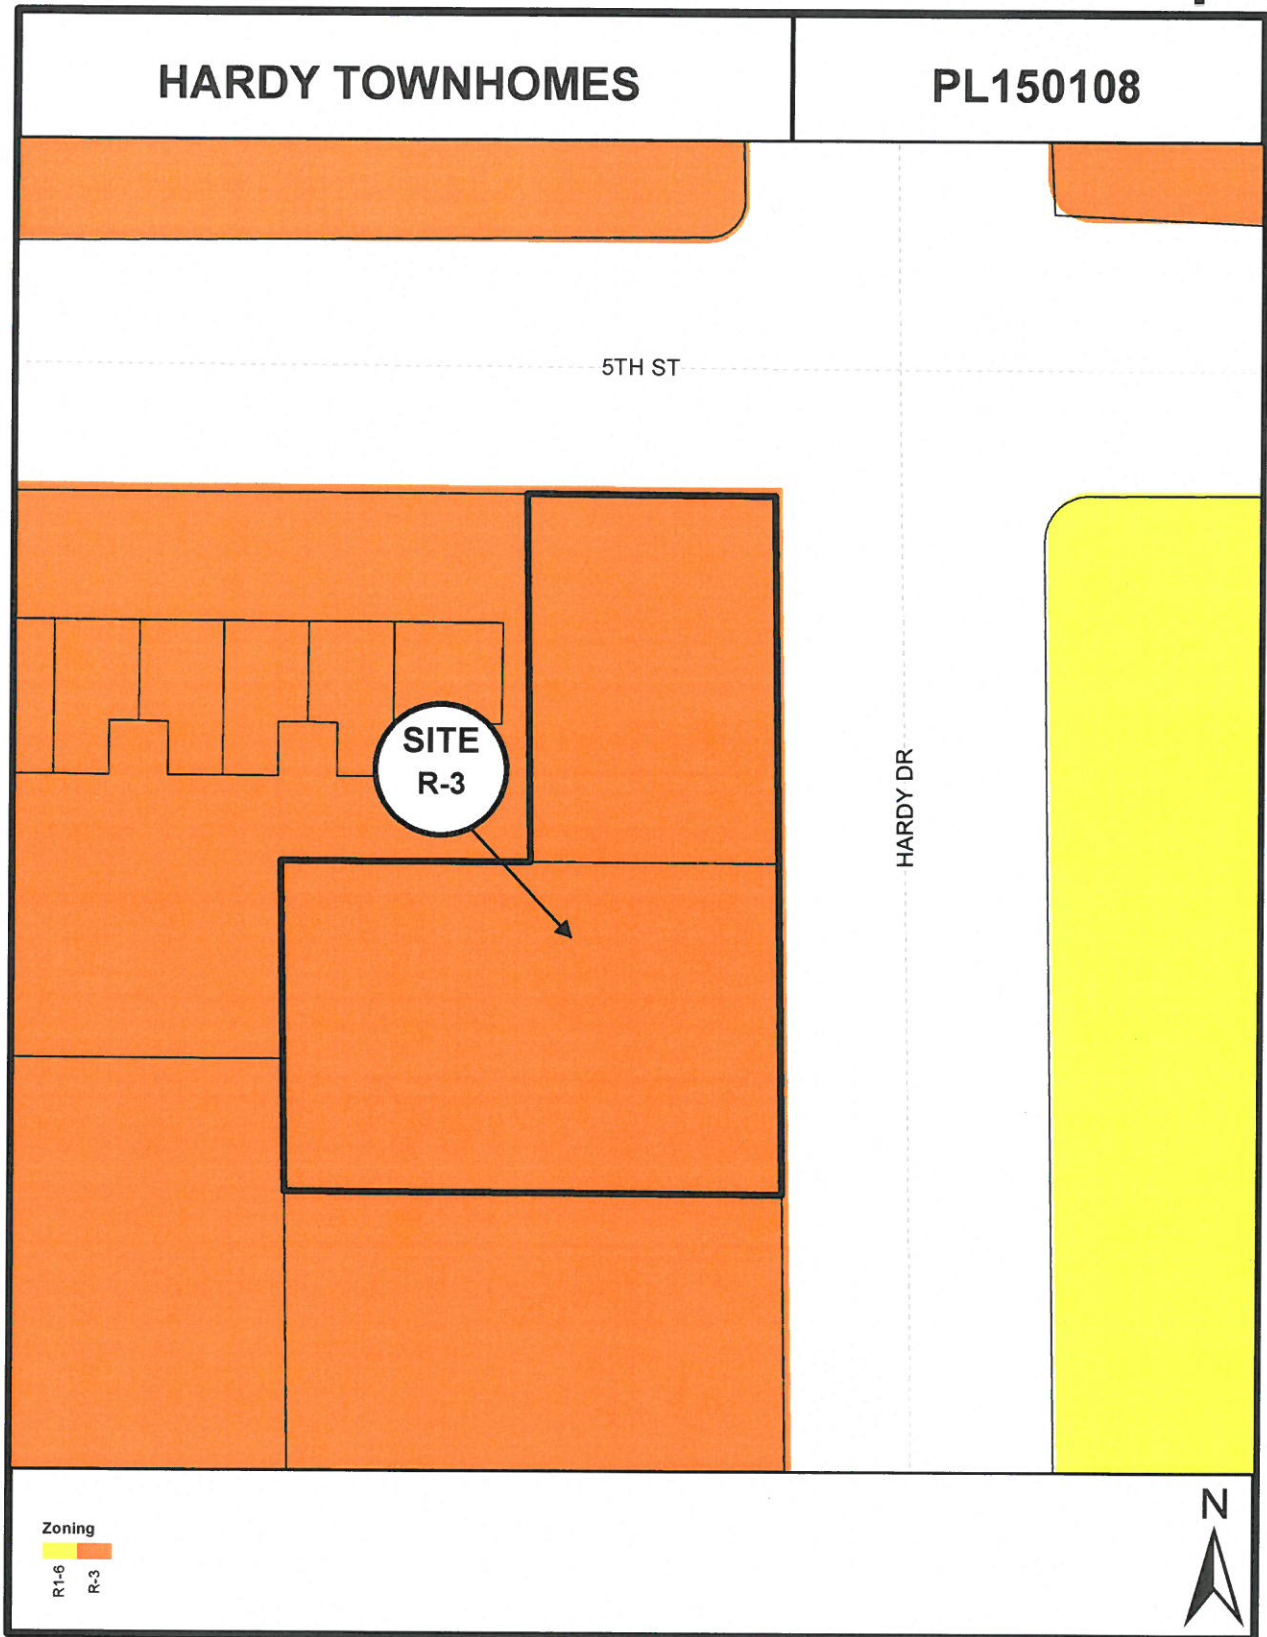 HARDY TOWNHOMES
PL150108
5TH ST
SITE
R-3
HARDY DR
Zoning
R1-6
R-3
N